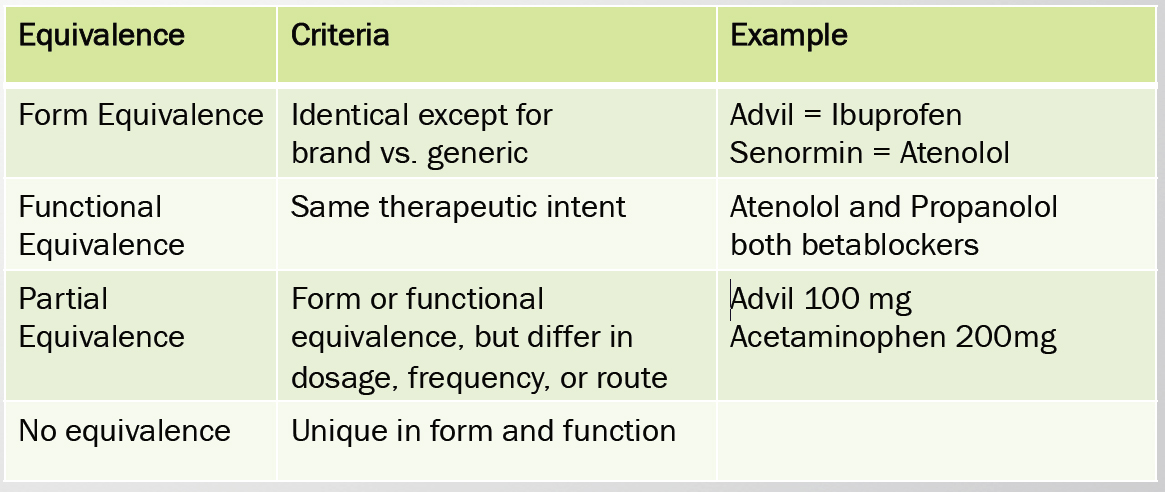 Equivalence
Criteria
Example
Form Equivalence
Identical except for
brand vs. generic
Advil = Ibuprofen
Senormin = Atenolol
Functional
Equivalence
Same therapeutic intent
Atenolol and Propanolol
both betablockers
Partial
Equivalence
Form or functional
equivalence, but differ in
dosage, frequency, or route
Advil 100 mg
Acetaminophen 200mg
No equivalence
Unique in form and function